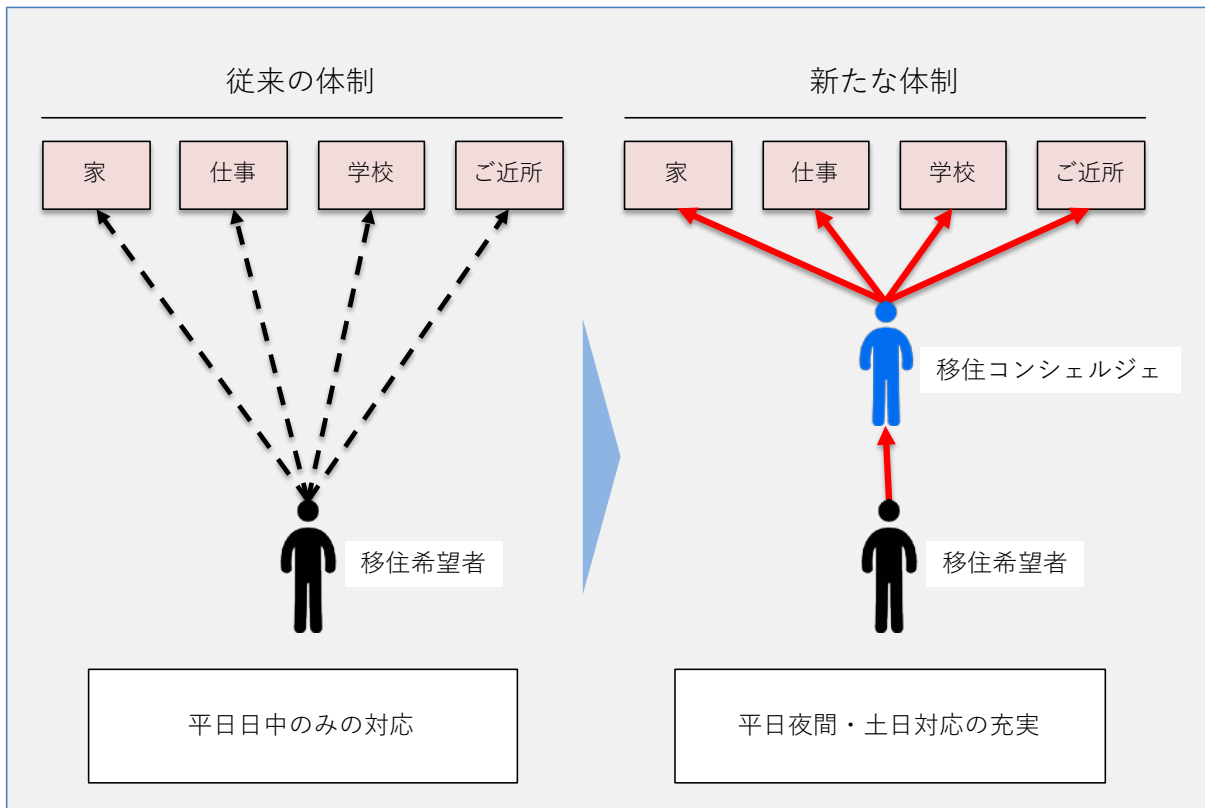 従来の体制
家
仕事
学校
ご近所
移住希望者
平日日中のみの対応
新たな体制
家
仕事
学校
ご近所
移住コンシェルジェ
移住希望者
平日夜間・土日対応の充実